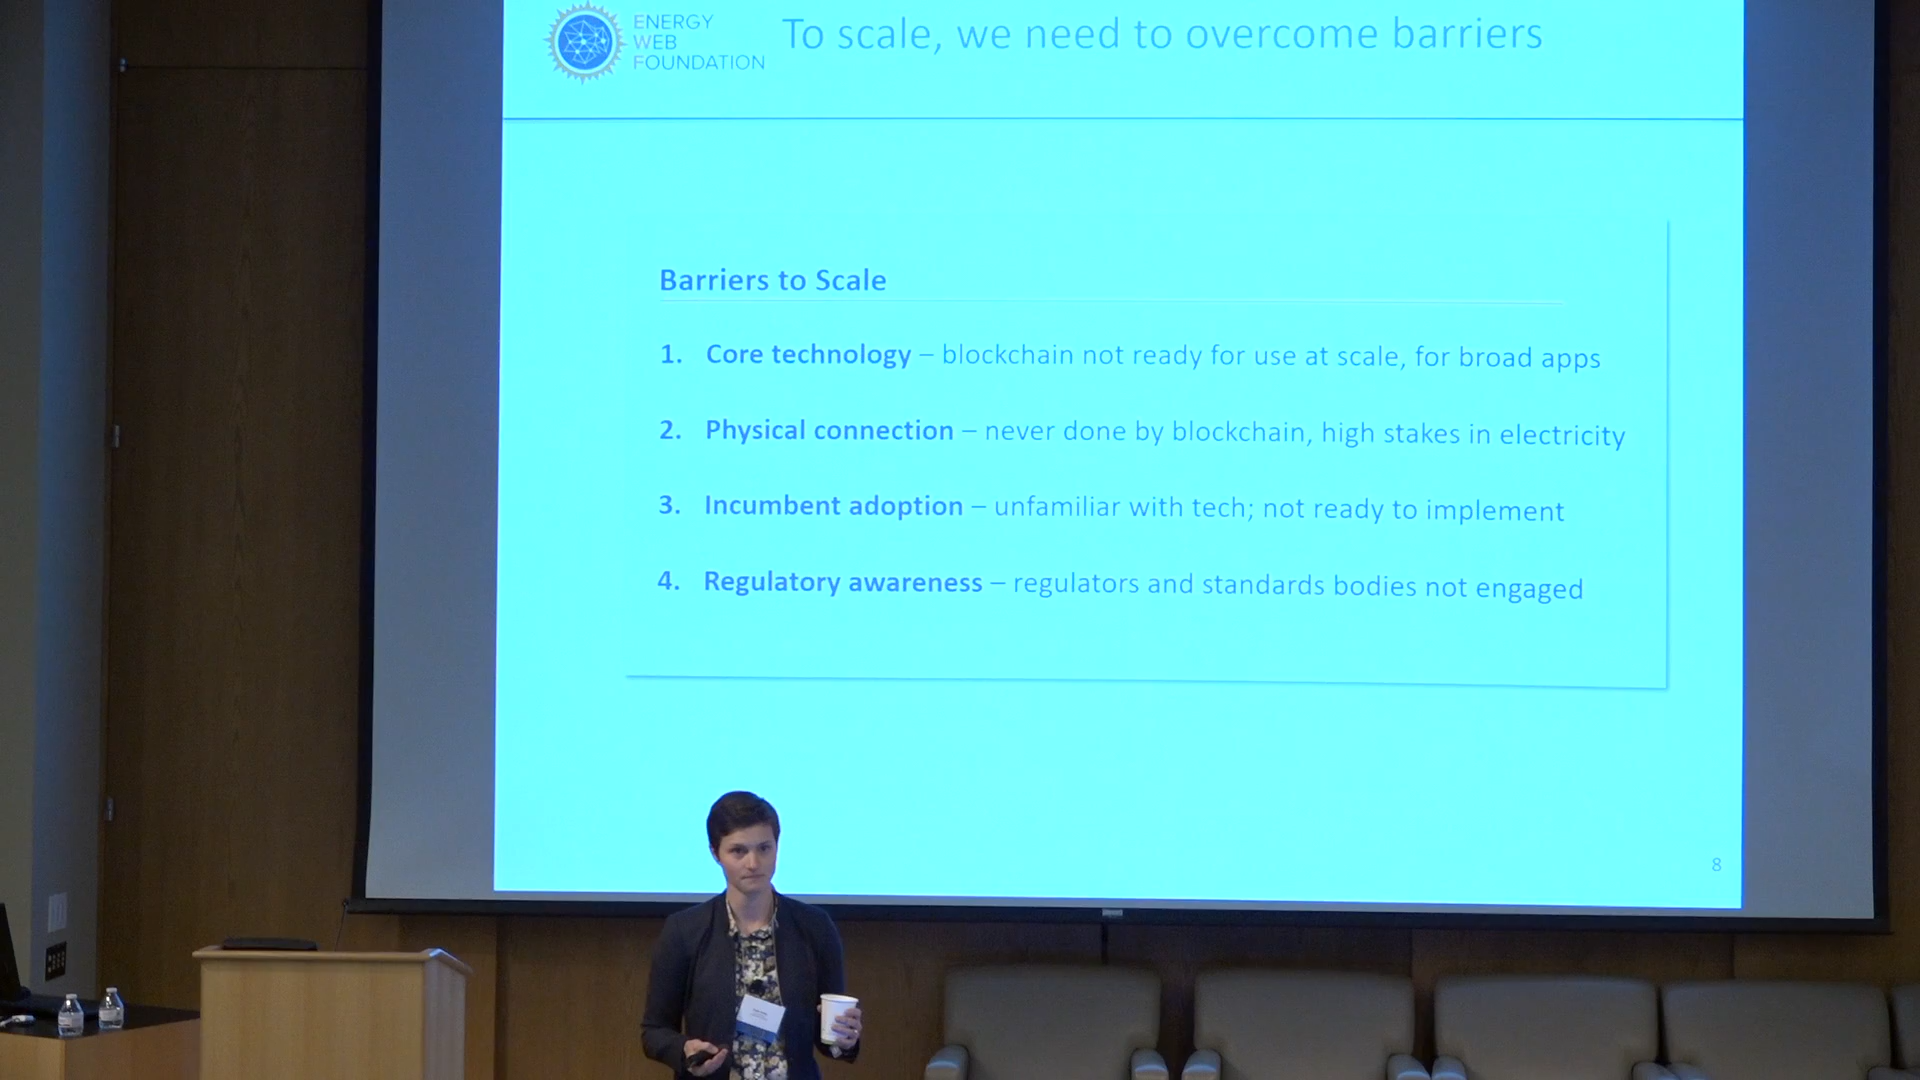 ENERGY
WEB
FOUNDATION
To scale, we need to overcome barriers
Barriers to Scale
1. Core technology – blockchain not ready for use at scale, for broad apps
2. Physical connection – never done by blockchain, high stakes in electricity
3. Incumbent adoption – unfamiliar with tech; not ready to implement
4. Regulatory awareness – regulators and standards bodies not engaged
8